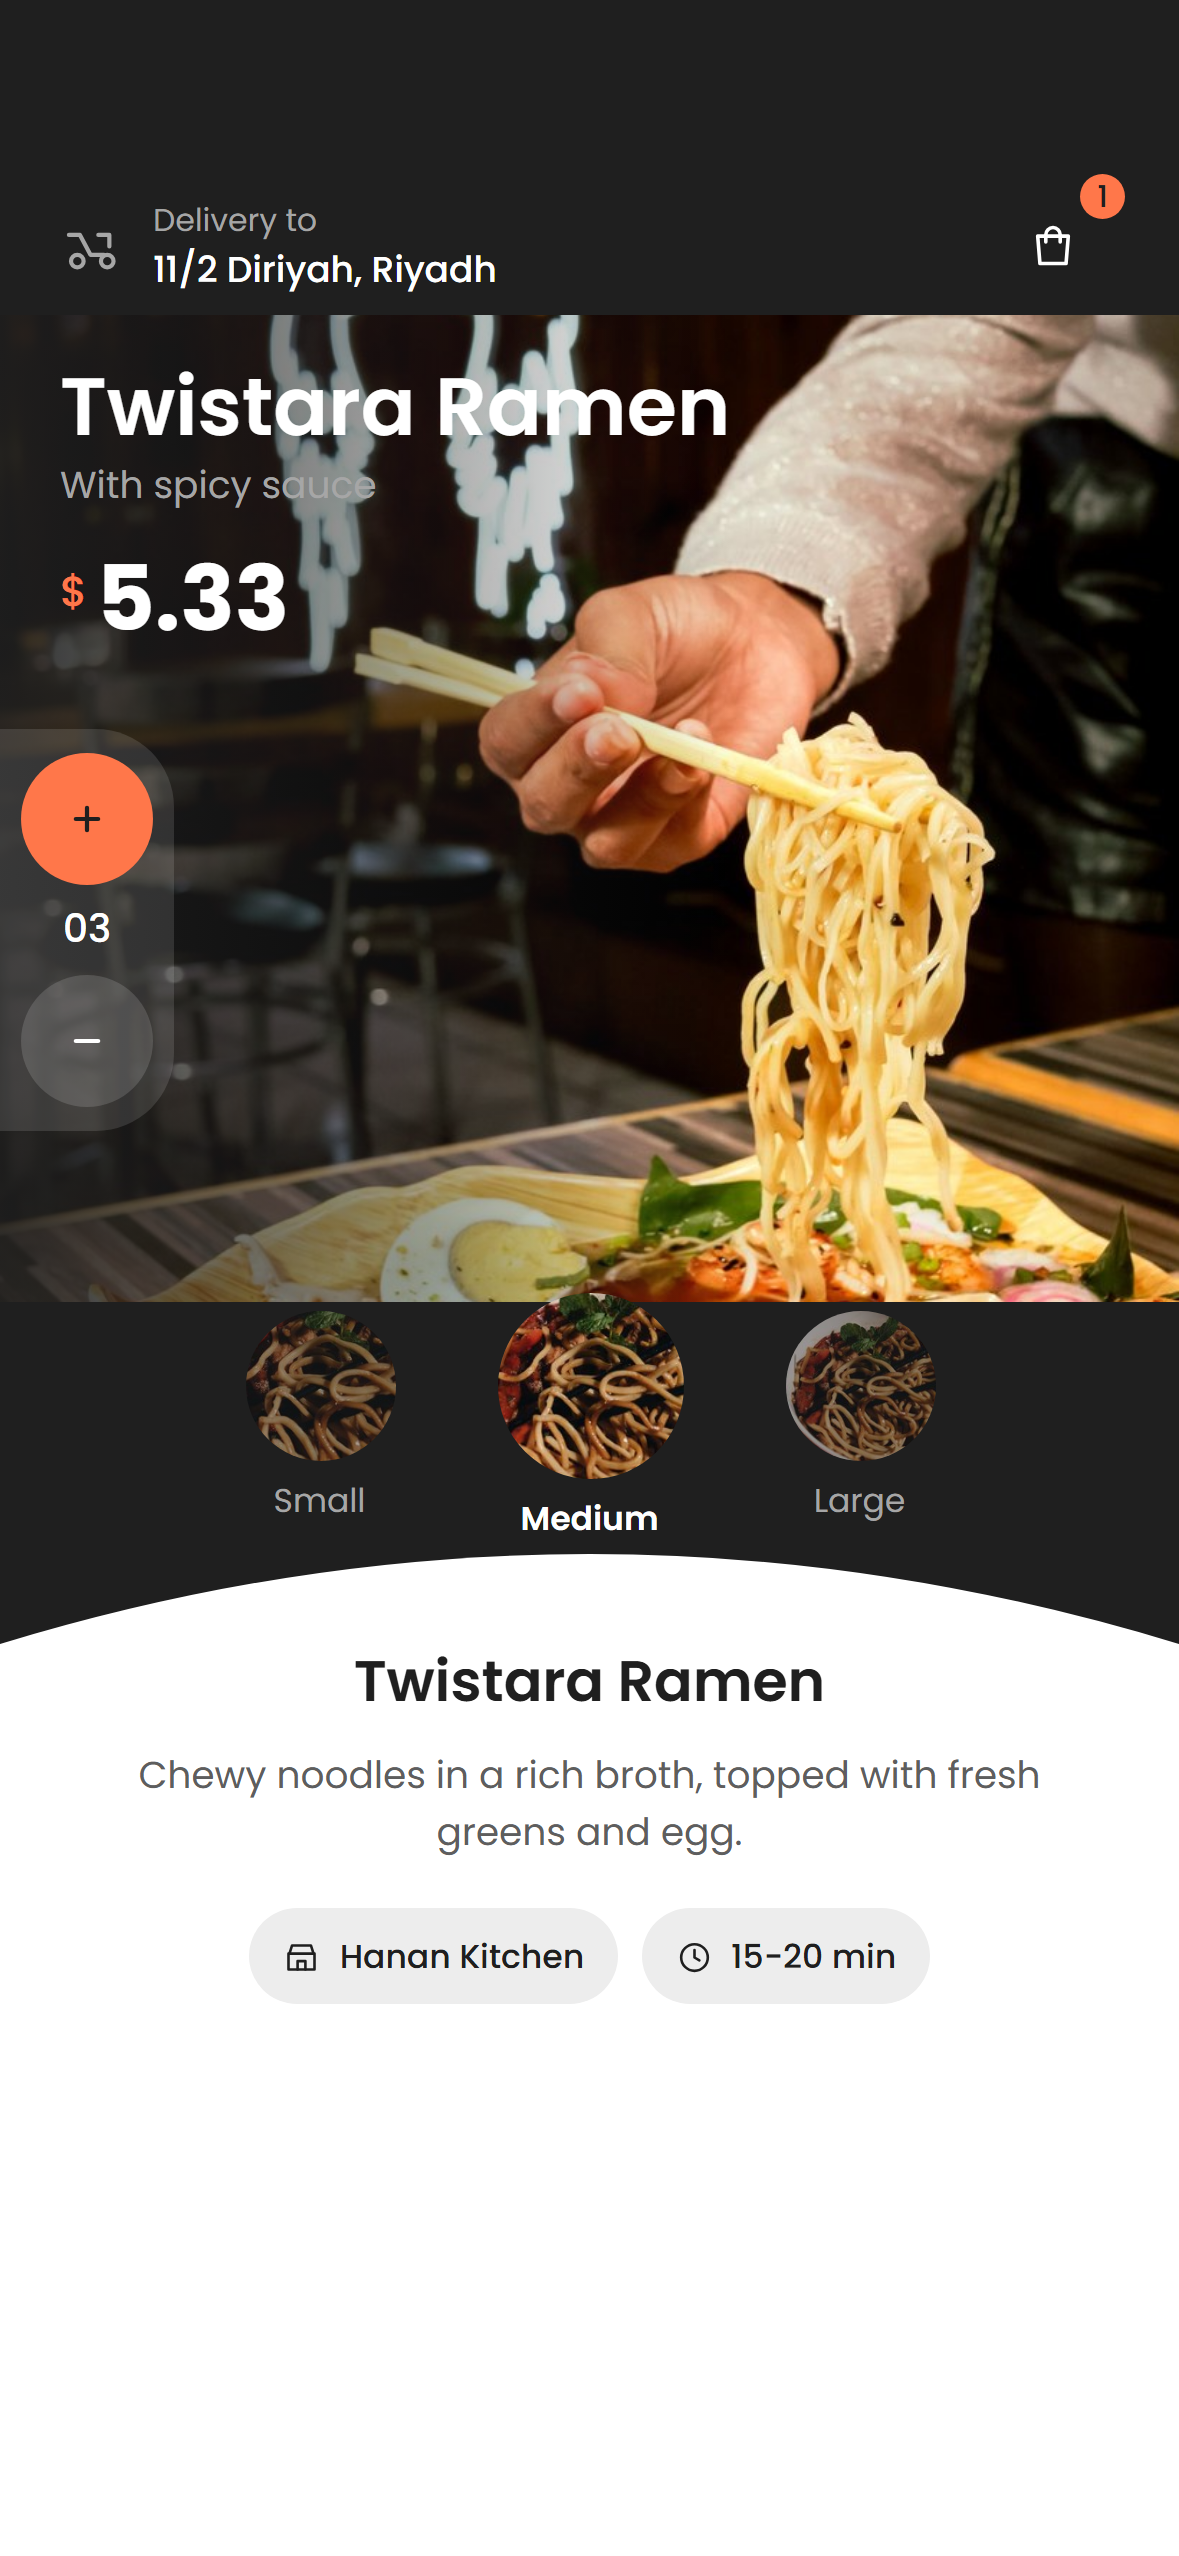 1
Delivery to
11/2 Diriyah, Riyadh
Twistara Ramen
With spicy sauce
$ 5.33
+
03
−
Small
Medium
Large
Twistara Ramen
Chewy noodles in a rich broth, topped with fresh
greens and egg.
Hanan Kitchen
15-20 min